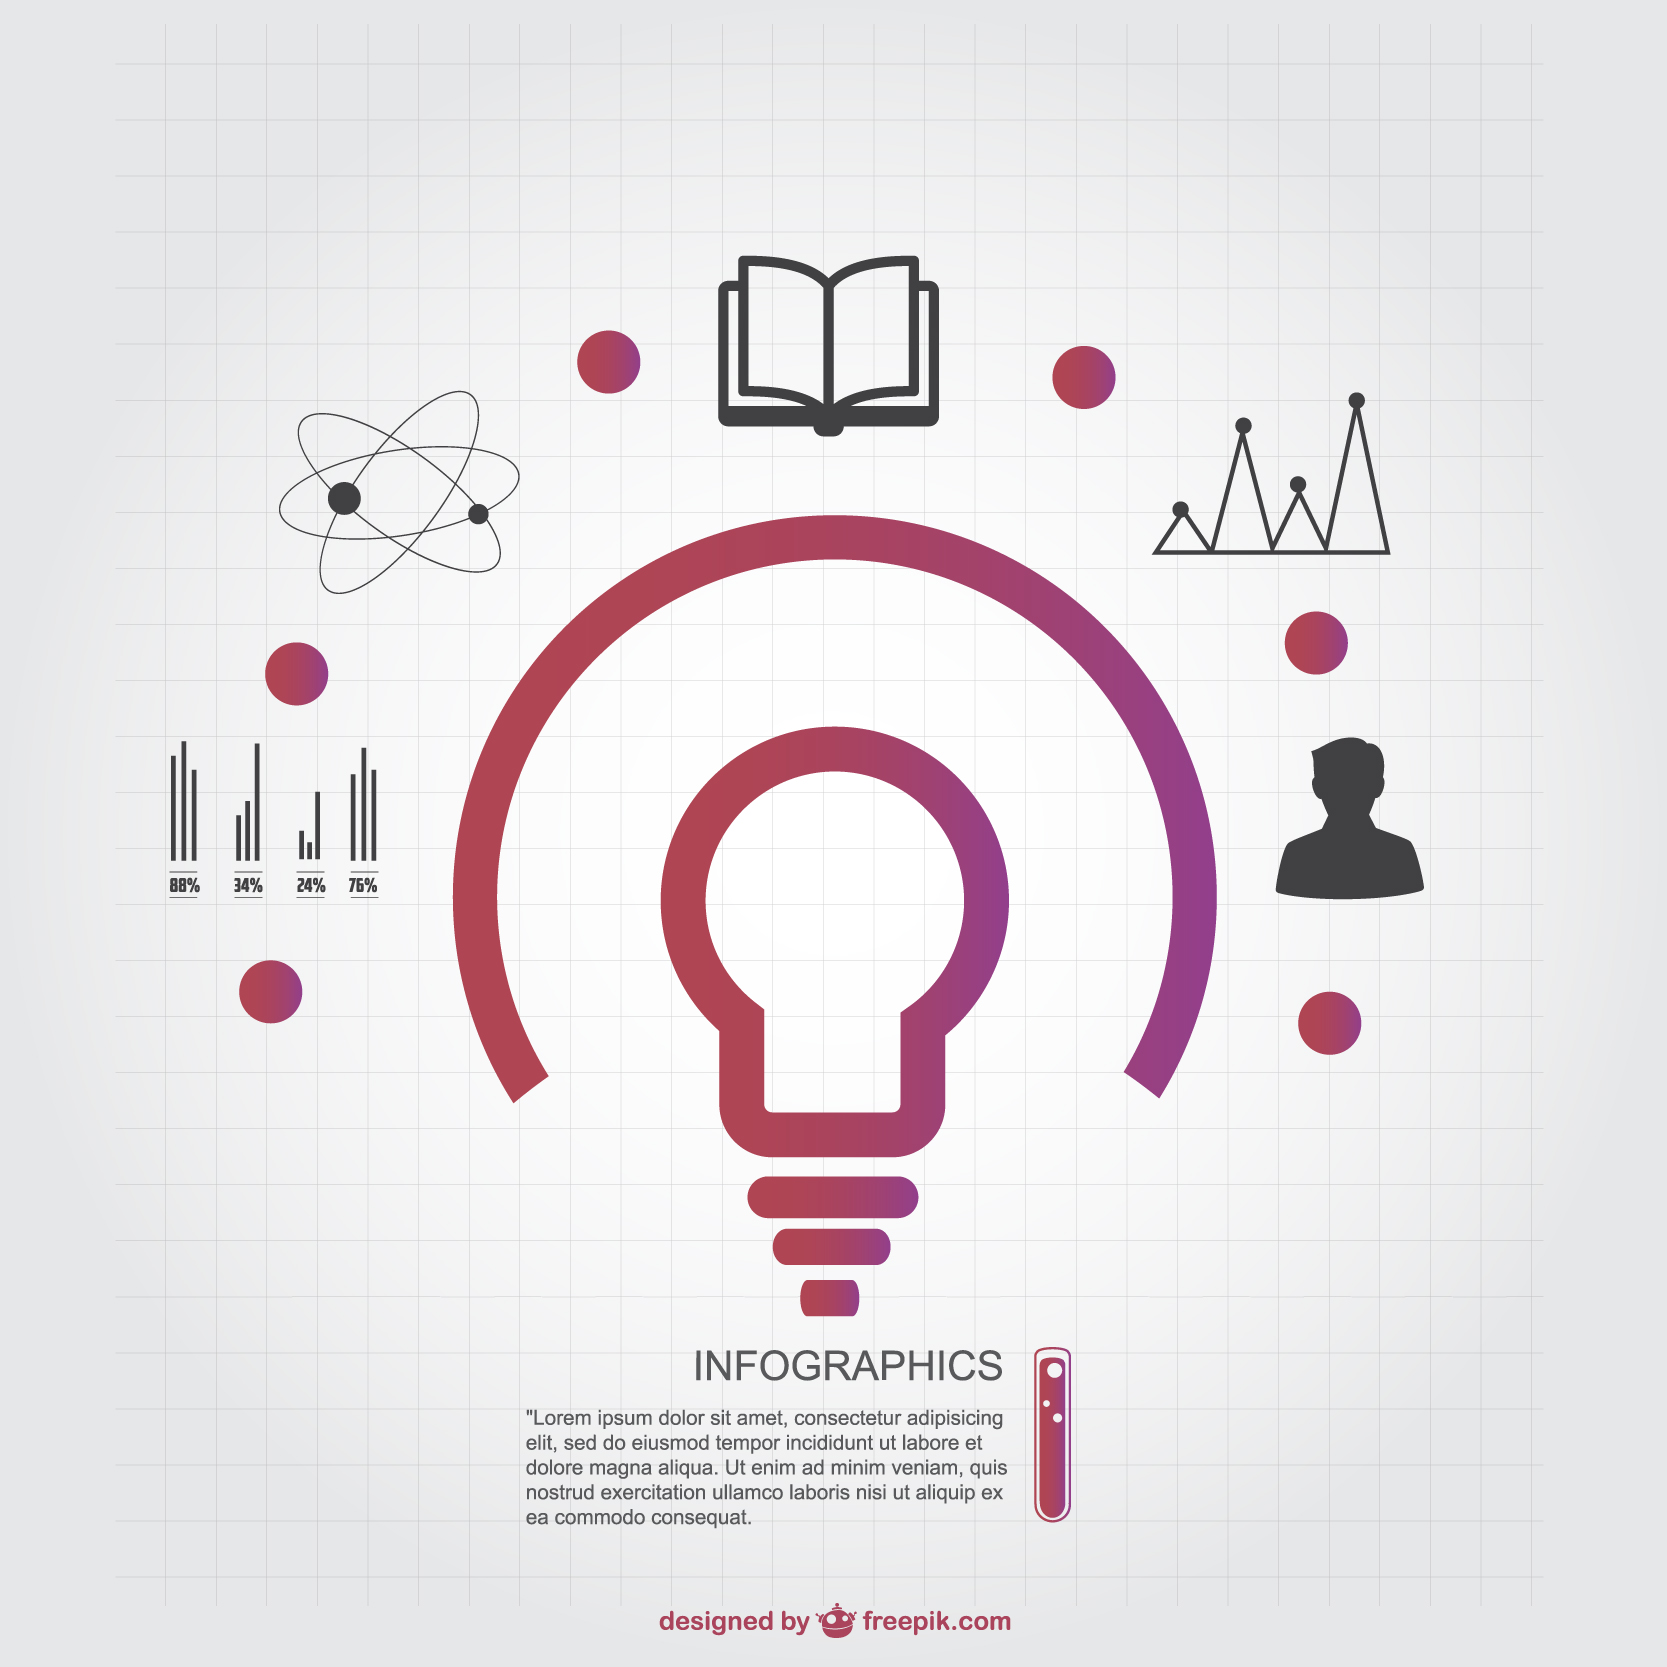 88% 34% 24% 76%
INFOGRAPHICS
"Lorem ipsum dolor sit amet, consectetur adipisicing
elit, sed do eiusmod tempor incididunt ut labore et
dolore magna aliqua. Ut enim ad minim veniam, quis
nostrud exercitation ullamco laboris nisi ut aliquip ex
ea commodo consequat.
designed by freepik.com